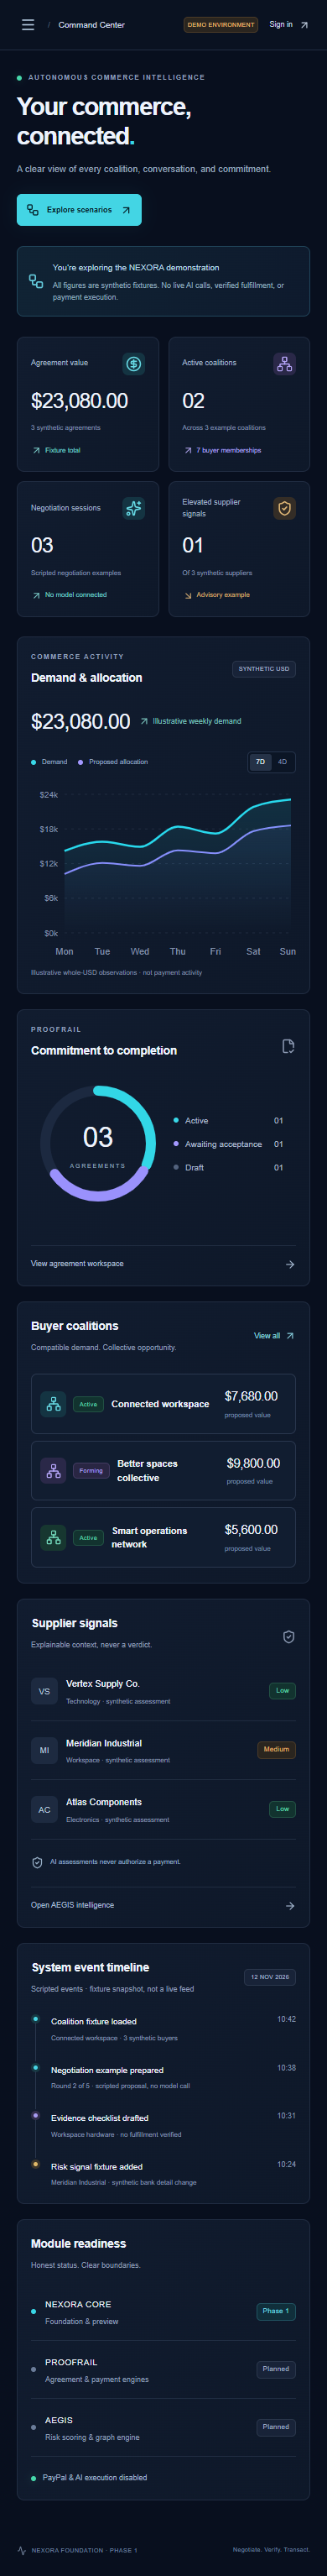 / Command Center
DEMO ENVIRONMENT
Sign in
AUTONOMOUS COMMERCE INTELLIGENCE
Your commerce,
connected.
A clear view of every coalition, conversation, and commitment.
Explore scenarios
You're exploring the NEXORA demonstration
All figures are synthetic fixtures. No live AI calls, verified fulfillment, or
payment execution.
Agreement value
$23,080.00
3 synthetic agreements
Fixture total
Active coalitions
02
Across 3 example coalitions
7 buyer memberships
Negotiation sessions
03
Scripted negotiation examples
No model connected
Elevated supplier
signals
01
Of 3 synthetic suppliers
Advisory example
COMMERCE ACTIVITY
Demand & allocation
SYNTHETIC USD
$23,080.00
Illustrative weekly demand
Demand
Proposed allocation
7D
4D
$24k
$18k
$12k
$6k
$0k
Mon Tue Wed Thu Fri Sat Sun
Illustrative whole-USD observations · not payment activity
PROOFRAIL
Commitment to completion
03
AGREEMENTS
Active 01
Awaiting acceptance 01
Draft 01
View agreement workspace
Buyer coalitions
Compatible demand. Collective opportunity.
View all
Active
Connected workspace
$7,680.00
proposed value
Forming
Better spaces
collective
$9,800.00
proposed value
Active
Smart operations
network
$5,600.00
proposed value
Supplier signals
Explainable context, never a verdict.
VS
Vertex Supply Co.
Technology · synthetic assessment
Low
MI
Meridian Industrial
Workspace · synthetic assessment
Medium
AC
Atlas Components
Electronics · synthetic assessment
Low
AI assessments never authorize a payment.
Open AEGIS intelligence
System event timeline
Scripted events · fixture snapshot, not a live feed
12 NOV 2026
Coalition fixture loaded 10:42
Connected workspace · 3 synthetic buyers
Negotiation example prepared 10:38
Round 2 of 5 · scripted proposal, no model call
Evidence checklist drafted 10:31
Workspace hardware · no fulfillment verified
Risk signal fixture added 10:24
Meridian Industrial · synthetic bank detail change
Module readiness
Honest status. Clear boundaries.
NEXORA CORE
Foundation & preview
Phase 1
PROOFRAIL
Agreement & payment engines
Planned
AEGIS
Risk scoring & graph engine
Planned
PayPal & AI execution disabled
NEXORA FOUNDATION · PHASE 1
Negotiate. Verify. Transact.